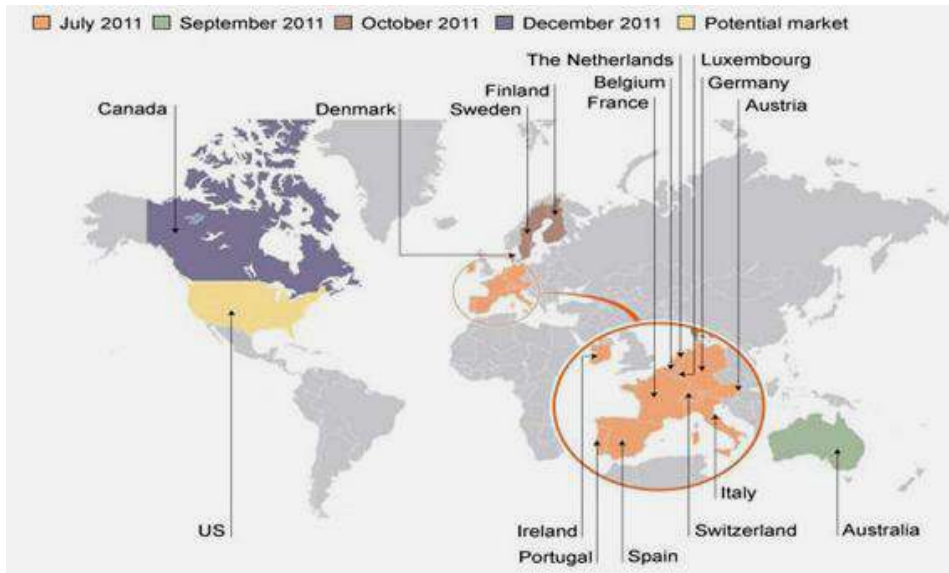 July 2011 September 2011 October 2011 December 2011 Potential market
The Netherlands Luxembourg
Belgium Germany
Finland France Austria
Canada Denmark Sweden
US
Italy
Ireland Switzerland Australia
Portugal Spain